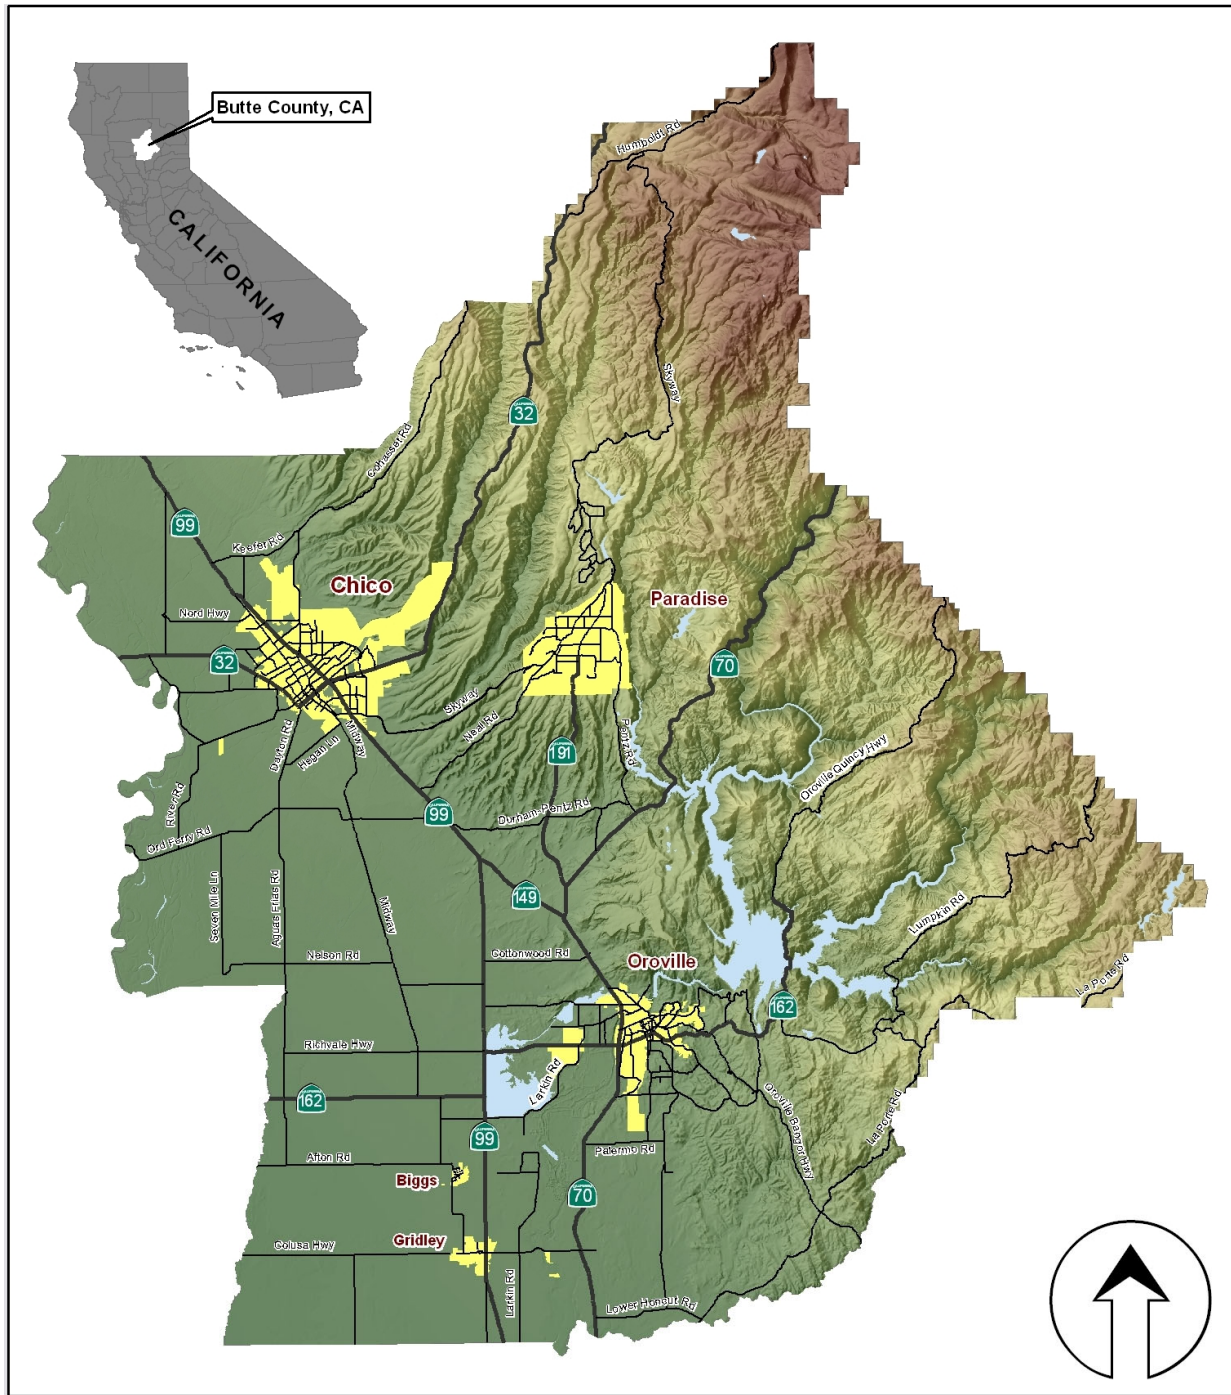 Butte County, CA
CALIFORNIA
Humboldt Rd
Skyway
32
Cohasset Rd
99
Keefer Rd
Chico
Paradise
Nord Hwy
32
70
Skyway
Neal Rd
Pentz Rd
Dayton Rd
Hegan Ln
Midway
191
Oroville Quincy Hwy
River Rd
99
Durham-Pentz Rd
Ord Ferry Rd
Seven Mile Ln
Aguas Frias Rd
Midway
149
Lumpkin Rd
Nelson Rd
Cottonwood Rd
Oroville
La Porte Rd
162
Richvale Hwy
Larkin Rd
162
Oroville Bangor Hwy
La Porte Rd
99
Afton Rd
Palermo Rd
Biggs
70
Gridley
Colusa Hwy
Larkin Rd
Lower Honcut Rd